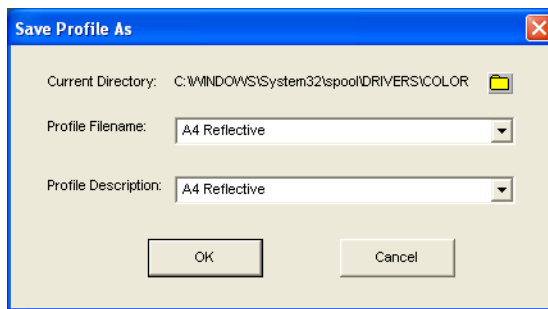 Save Profile As
Current Directory: C:\WINDOWS\System32\spool\DRIVERS\COLOR
Profile Filename: A4 Reflective
Profile Description: A4 Reflective
OK Cancel